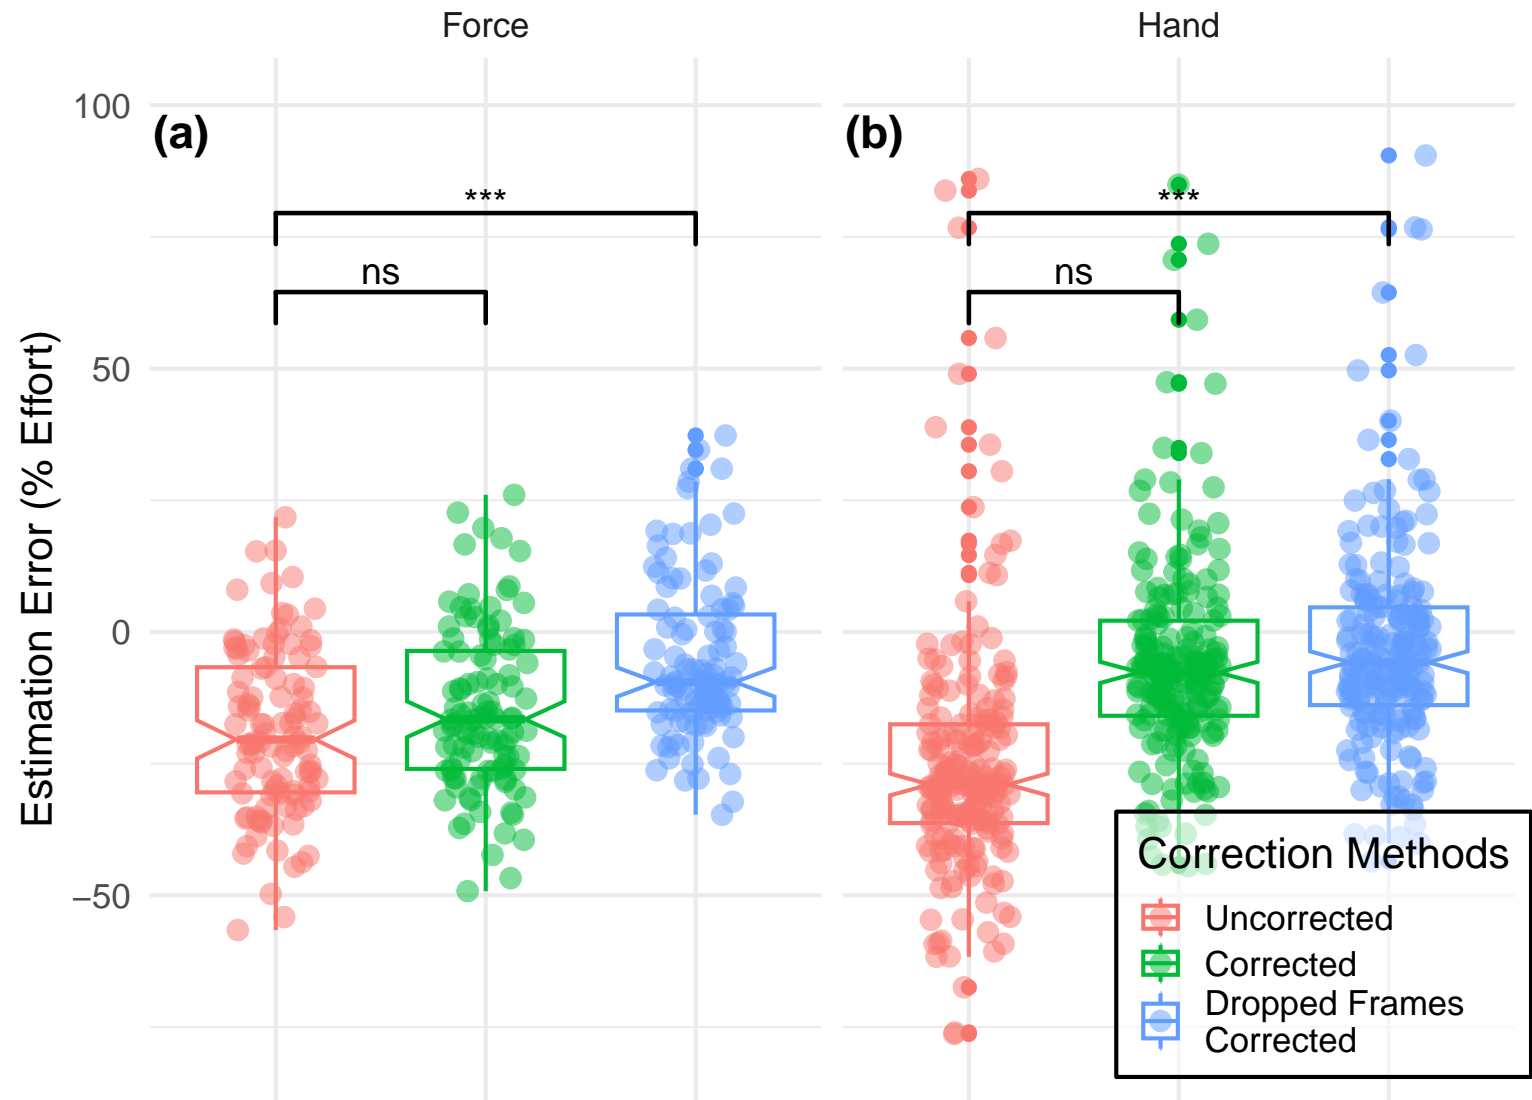 Force
Hand
100
(a)
(b)
***
***
ns
ns
50
Estimation Error (% Effort)
0
−50
Correction Methods
Uncorrected
Corrected
Dropped Frames
Corrected